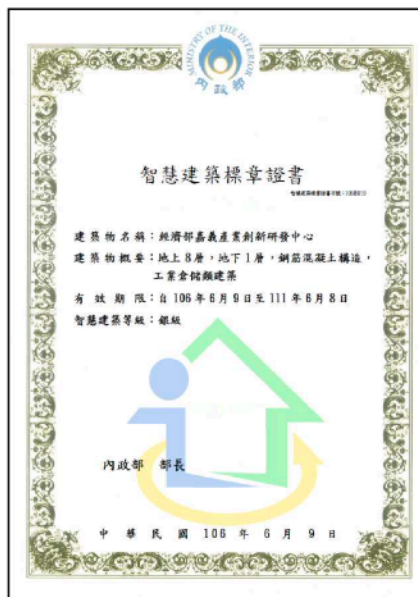 MINISTRY OF THE INTERIOR
內政部
智慧建築標章證書
建築物名稱：經濟部嘉義產業創新研發中心
建築物概要：地上8層，地下1層，鋼筋混凝土構造，
工業倉儲類建築
有效期限：自106年6月9日至111年6月8日
智慧建築等級：銀級
內政部 部長
中華民國 106 年 6 月 9 日